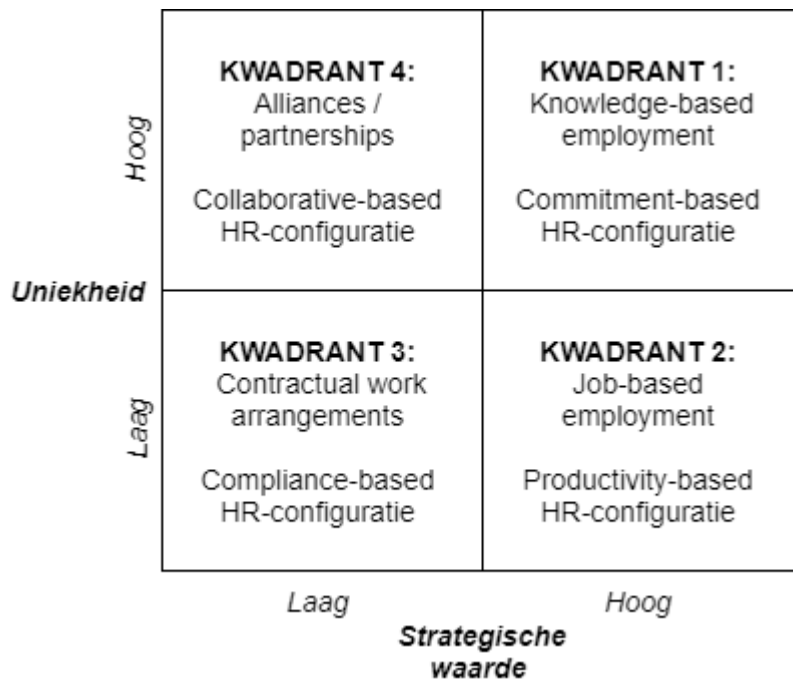 KWADRANT 4:
Alliances /
partnerships
Collaborative-based
HR-configuratie
KWADRANT 1:
Knowledge-based
employment
Commitment-based
HR-configuratie
Hoog
Uniekheid
Laag
KWADRANT 3:
Contractual work
arrangements
Compliance-based
HR-configuratie
KWADRANT 2:
Job-based
employment
Productivity-based
HR-configuratie
Laag
Hoog
Strategische
waarde